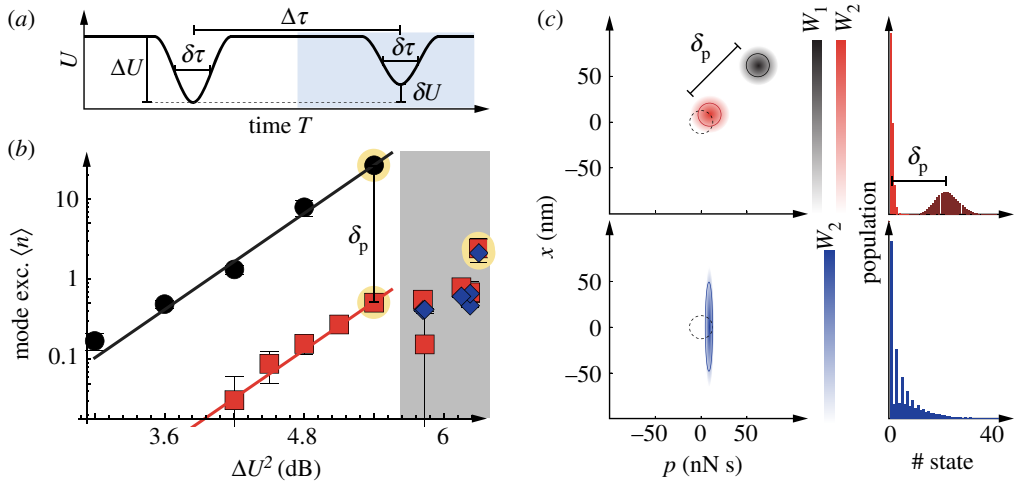 (a)
Δτ
U
ΔU
δτ
δτ
δU
time T
(b)
mode exc. ⟨n⟩
10
1
0.1
δp
3.6
4.8
6
ΔU² (dB)
(c)
W₁
W₂
δp
50
0
−50
x (nm)
W₂
50
0
−50
−50
0
50
p (nN s)
δp
population
0
40
# state